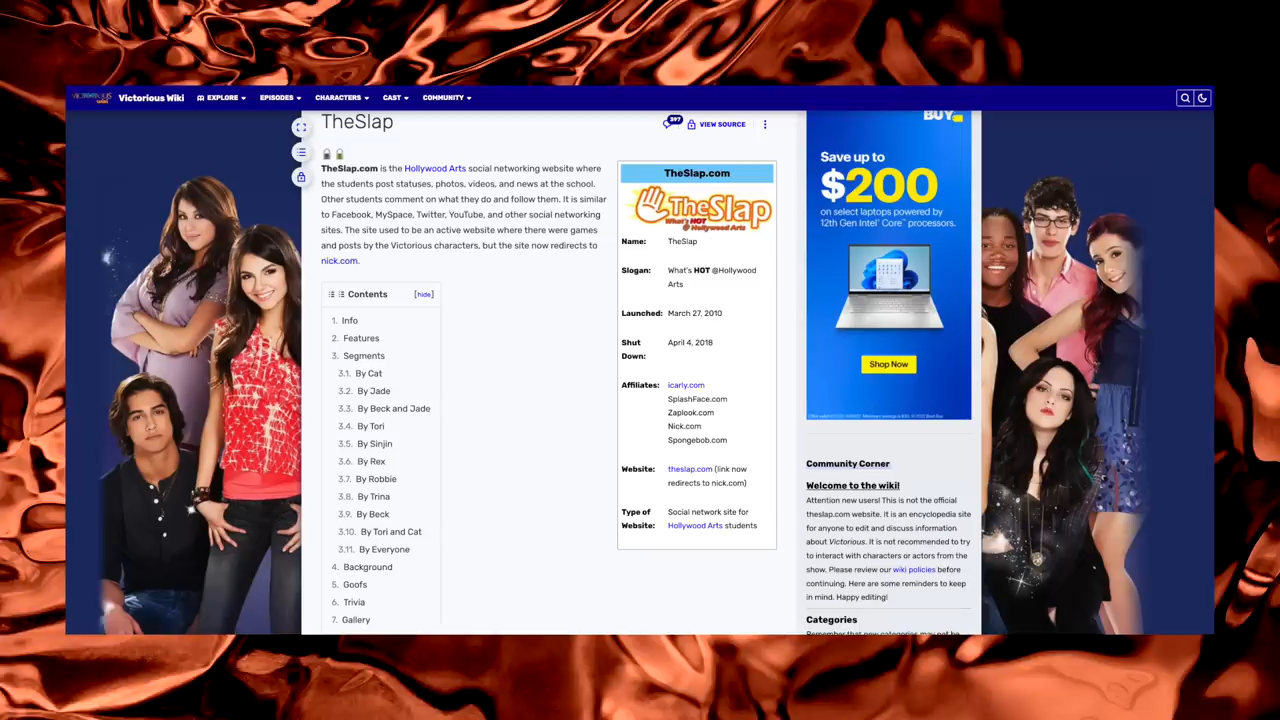 Victorious Wiki
EXPLORE
EPISODES
CHARACTERS
CAST
COMMUNITY
TheSlap
397
VIEW SOURCE
TheSlap.com is the Hollywood Arts social networking website where
the students post statuses, photos, videos, and news at the school.
Other students comment on what they do and follow them. It is similar
to Facebook, MySpace, Twitter, YouTube, and other social networking
sites. The site used to be an active website where there were games
and posts by the Victorious characters, but the site now redirects to
nick.com.
Contents [hide]
1. Info
2. Features
3. Segments
3.1. By Cat
3.2. By Jade
3.3. By Beck and Jade
3.4. By Tori
3.5. By Sinjin
3.6. By Rex
3.7. By Robbie
3.8. By Trina
3.9. By Beck
3.10. By Tori and Cat
3.11. By Everyone
4. Background
5. Goofs
6. Trivia
7. Gallery
TheSlap.com
TheSlap
What's HOT @ Hollywood Arts
Name: TheSlap
Slogan: What's HOT @Hollywood
Arts
Launched: March 27, 2010
Shut April 4, 2018
Down:
Affiliates: icarly.com
SplashFace.com
Zaplook.com
Nick.com
Spongebob.com
Website: theslap.com (link now
redirects to nick.com)
Type of Social network site for
Website: Hollywood Arts students
BUY
Save up to
$200
on select laptops powered by
12th Gen Intel® Core™ processors.
Shop Now
Community Corner
Welcome to the wiki!
Attention new users! This is not the official
theslap.com website. It is an encyclopedia site
for anyone to edit and discuss information
about Victorious. It is not recommended to try
to interact with characters or actors from the
show. Please review our wiki policies before
continuing. Here are some reminders to keep
in mind. Happy editing!
Categories
Remember that new categories may not be